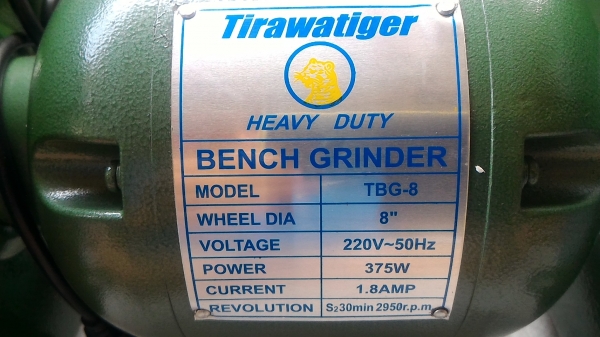 Tirawatiger
HEAVY DUTY
BENCH GRINDER
MODEL TBG-8
WHEEL DIA 8"
VOLTAGE 220V~50Hz
POWER 375W
CURRENT 1.8AMP
REVOLUTION S₂30min 2950r.p.m